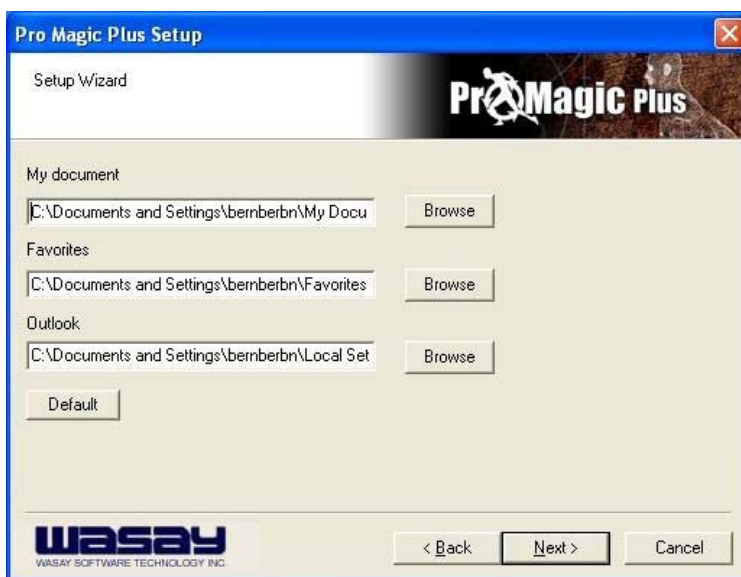 Pro Magic Plus Setup
Setup Wizard
Pro Magic Plus
My document
C:\Documents and Settings\bernberbn\My Docu
Browse
Favorites
C:\Documents and Settings\bernberbn\Favorites
Browse
Outlook
C:\Documents and Settings\bernberbn\Local Set
Browse
Default
wasay
WASAY SOFTWARE TECHNOLOGY INC.
< Back
Next >
Cancel